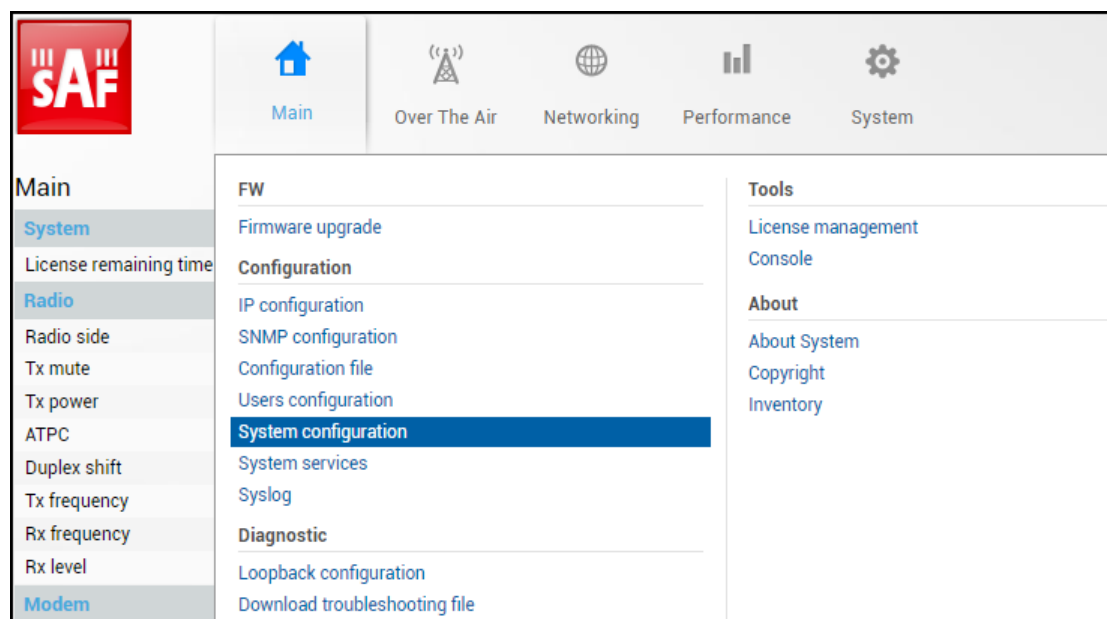 SAF
Main
Over The Air
Networking
Performance
System
Main
System
License remaining time
Radio
Radio side
Tx mute
Tx power
ATPC
Duplex shift
Tx frequency
Rx frequency
Rx level
Modem
FW
Firmware upgrade
Configuration
IP configuration
SNMP configuration
Configuration file
Users configuration
System configuration
System services
Syslog
Diagnostic
Loopback configuration
Download troubleshooting file
Tools
License management
Console
About
About System
Copyright
Inventory